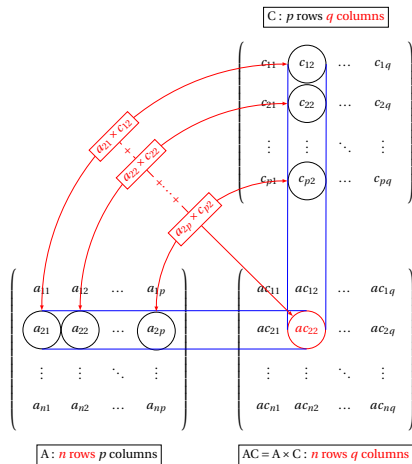 C : p rows q columns
c11 c12 … c1q
c21 c22 … c2q
⋮ ⋮ ⋱ ⋮
cp1 cp2 … cpq
a21 × c12
+
a22 × c22
+ ⋯ +
a2p × cp2
a11 a12 … a1p
a21 a22 … a2p
⋮ ⋮ ⋱ ⋮
an1 an2 … anp
ac11 ac12 … ac1q
ac21 ac22 … ac2q
⋮ ⋮ ⋱ ⋮
acn1 acn2 … acnq
A : n rows p columns
AC = A × C : n rows q columns